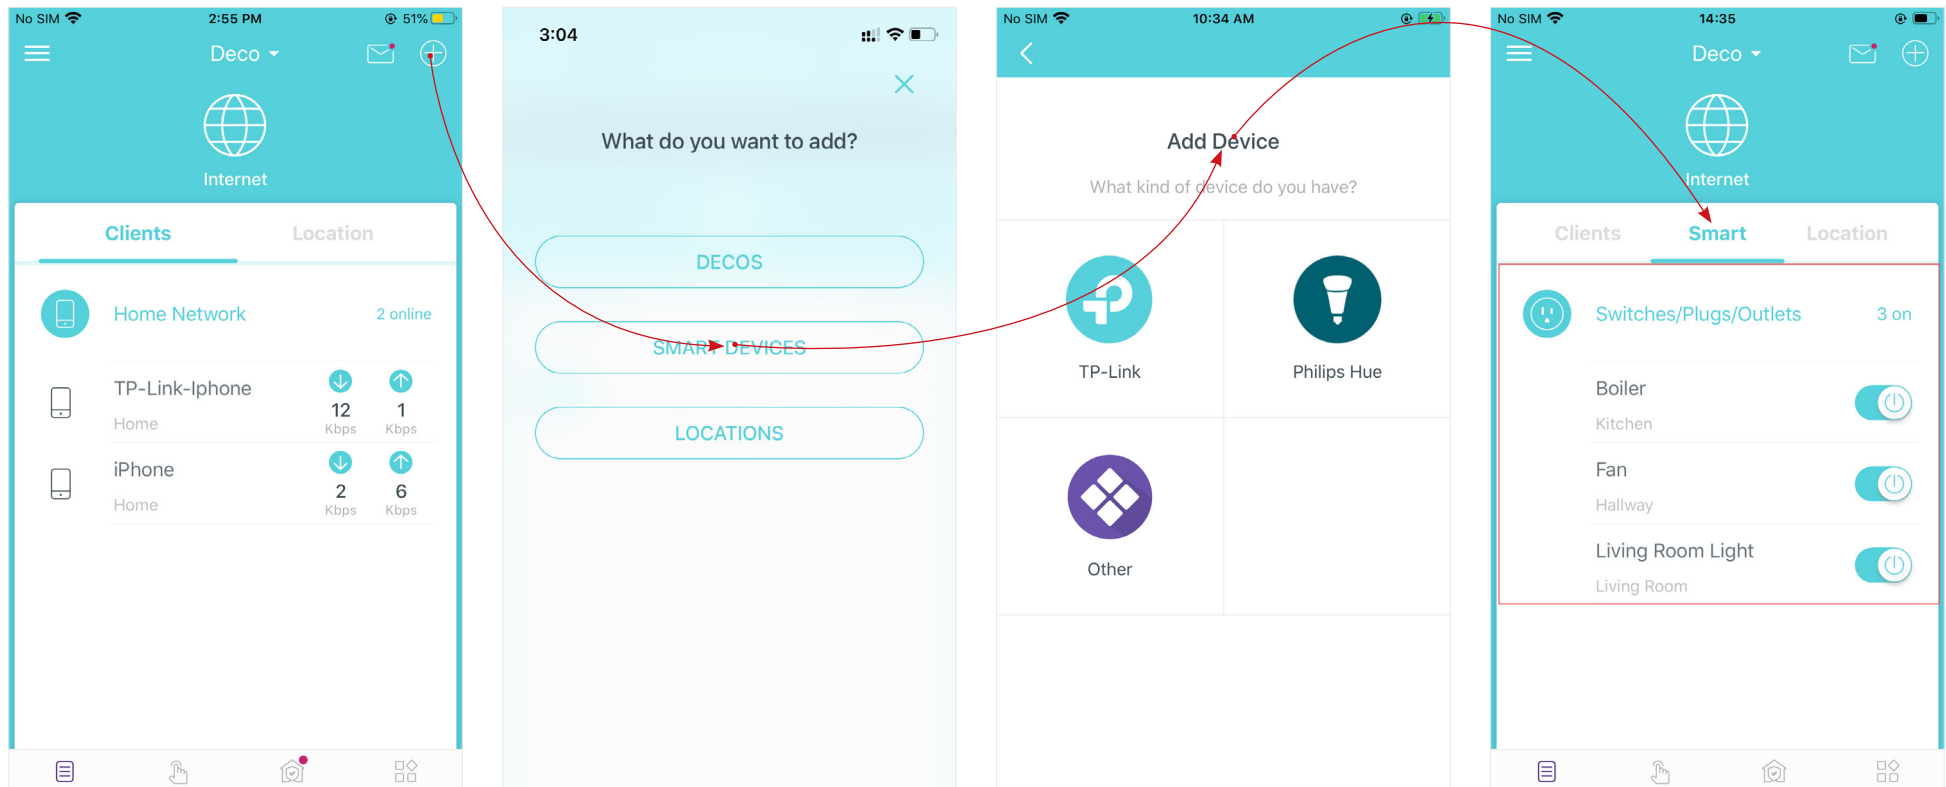 No SIM 2:55 PM 51%
Deco
Internet
Clients Location
Home Network 2 online
TP-Link-Iphone
12 1
Home Kbps Kbps
iPhone
2 6
Home Kbps Kbps
3:04
What do you want to add?
DECOS
SMART DEVICES
LOCATIONS
No SIM 10:34 AM
Add Device
What kind of device do you have?
TP-Link Philips Hue
Other
No SIM 14:35
Deco
Internet
Clients Smart Location
Switches/Plugs/Outlets 3 on
Boiler
Kitchen
Fan
Hallway
Living Room Light
Living Room